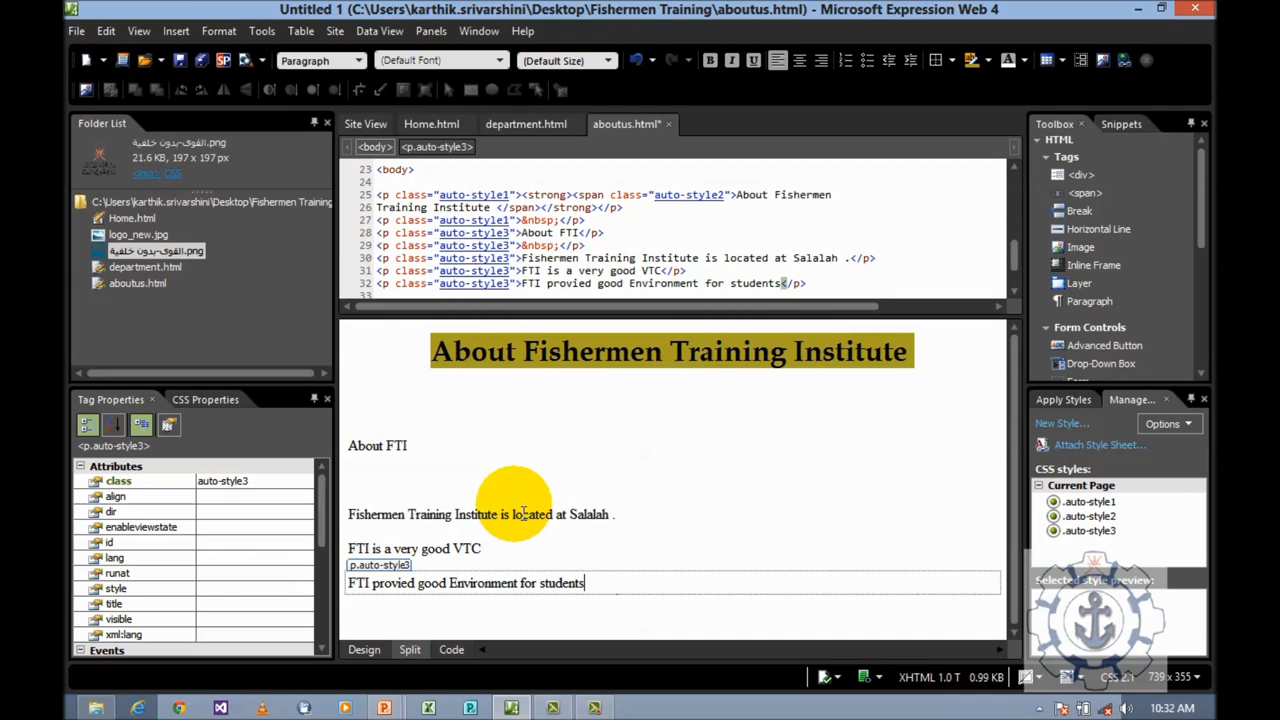 Untitled 1 (C:\Users\karthik.srivarshini\Desktop\Fishermen Training\aboutus.html) - Microsoft Expression Web 4
File Edit View Insert Format Tools Table Site Data View Panels Window Help
Paragraph (Default Font) (Default Size)
Folder List
القوى-بدون خلفية.png
21.6 KB, 197 x 197 px
<img> CSS
C:\Users\karthik.srivarshini\Desktop\Fishermen Training
Home.html
logo_new.jpg
القوى-بدون خلفية.png
department.html
aboutus.html
Tag Properties CSS Properties
<p.auto-style3>
Attributes
class auto-style3
align
dir
enableviewstate
id
lang
runat
style
title
visible
xml:lang
Events
Site View Home.html department.html aboutus.html*
<body> <p.auto-style3>
23 <body>
24
25 <p class="auto-style1"><strong><span class="auto-style2">About Fishermen
26 Training Institute </span></strong></p>
27 <p class="auto-style1">&nbsp;</p>
28 <p class="auto-style3">About FTI</p>
29 <p class="auto-style3">&nbsp;</p>
30 <p class="auto-style3">Fishermen Training Institute is located at Salalah .</p>
31 <p class="auto-style3">FTI is a very good VTC</p>
32 <p class="auto-style3">FTI provied good Environment for students</p>
33
About Fishermen Training Institute
About FTI
Fishermen Training Institute is located at Salalah .
FTI is a very good VTC
p.auto-style3
FTI provied good Environment for students
Design Split Code
Toolbox Snippets
HTML
Tags
<div>
<span>
Break
Horizontal Line
Image
Inline Frame
Layer
Paragraph
Form Controls
Advanced Button
Drop-Down Box
Apply Styles Manage...
New Style... Options
Attach Style Sheet...
CSS styles:
Current Page
.auto-style1
.auto-style2
.auto-style3
Selected style preview:
XHTML 1.0 T 0.99 KB CSS 2.1 739 x 355
10:32 AM